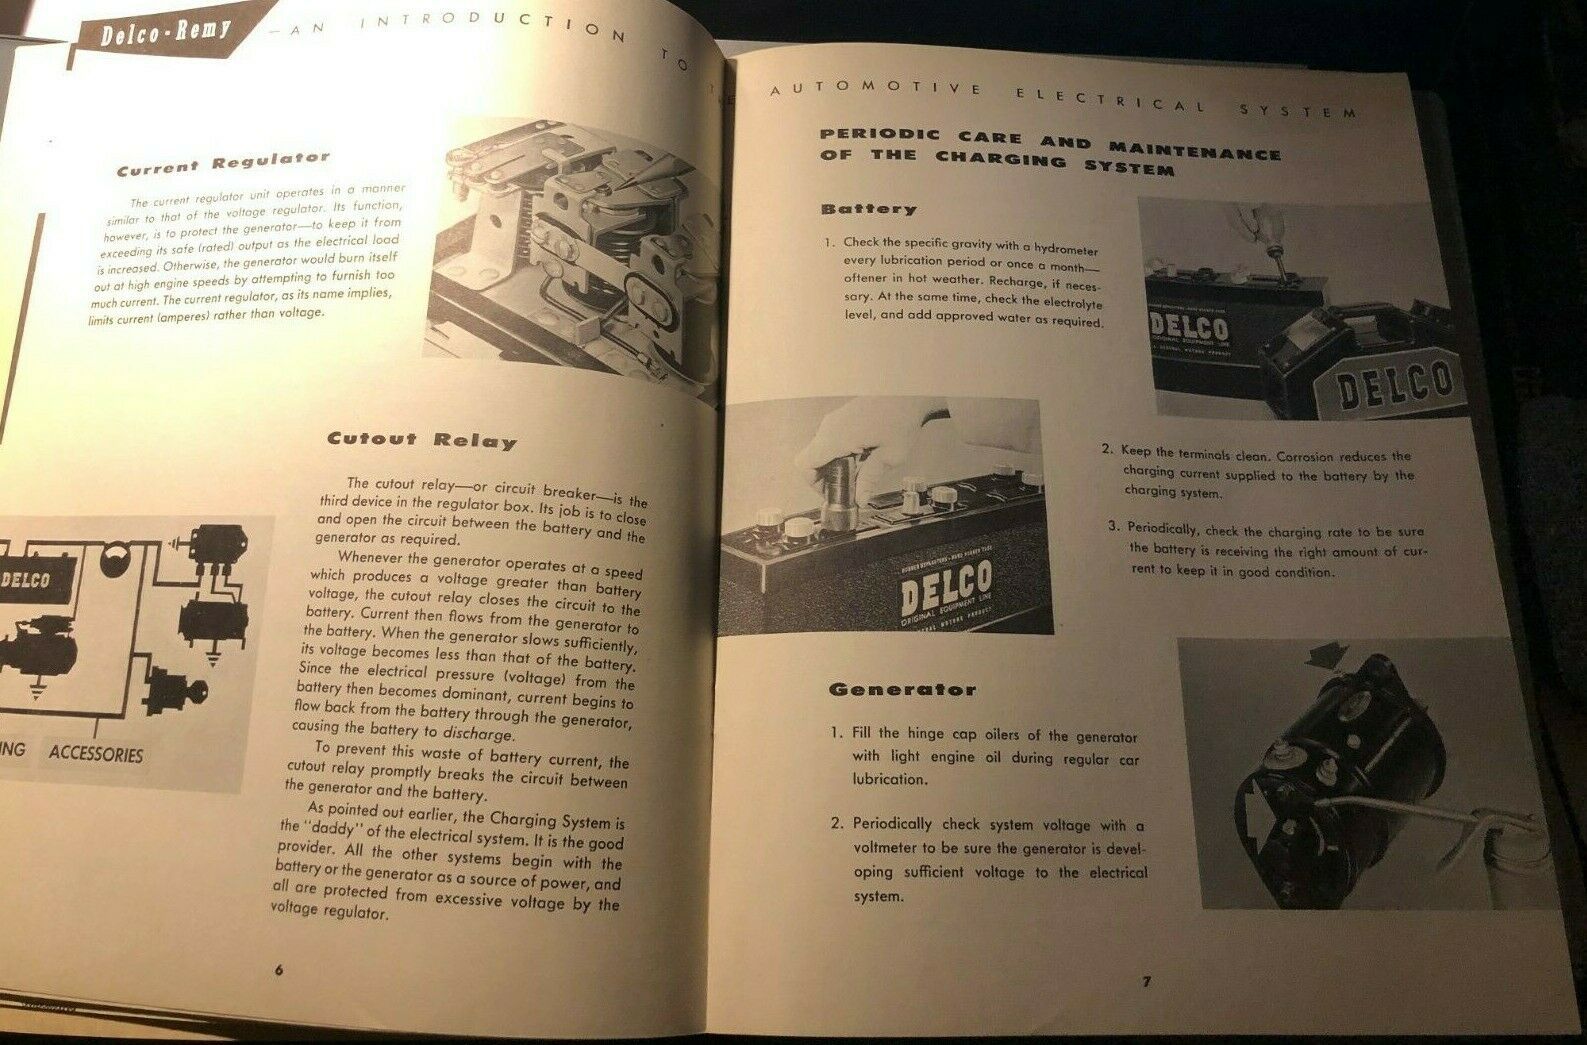 Delco-Remy
—AN INTRODUCTION TO THE AUTOMOTIVE ELECTRICAL SYSTEM
Current Regulator
The current regulator unit operates in a manner
similar to that of the voltage regulator. Its function,
however, is to protect the generator—to keep it from
exceeding its safe (rated) output as the electrical load
is increased. Otherwise, the generator would burn itself
out at high engine speeds by attempting to furnish too
much current. The current regulator, as its name implies,
limits current (amperes) rather than voltage.
Cutout Relay
The cutout relay—or circuit breaker—is the
third device in the regulator box. Its job is to close
and open the circuit between the battery and the
generator as required.
Whenever the generator operates at a speed
which produces a voltage greater than battery
voltage, the cutout relay closes the circuit to the
battery. Current then flows from the generator to
the battery. When the generator slows sufficiently,
its voltage becomes less than that of the battery.
Since the electrical pressure (voltage) from the
battery then becomes dominant, current begins to
flow back from the battery through the generator,
causing the battery to discharge.
To prevent this waste of battery current, the
cutout relay promptly breaks the circuit between
the generator and the battery.
As pointed out earlier, the Charging System is
the "daddy" of the electrical system. It is the good
provider. All the other systems begin with the
battery or the generator as a source of power, and
all are protected from excessive voltage by the
voltage regulator.
DELCO
ING ACCESSORIES
6
PERIODIC CARE AND MAINTENANCE
OF THE CHARGING SYSTEM
Battery
1. Check the specific gravity with a hydrometer
every lubrication period or once a month—
oftener in hot weather. Recharge, if neces-
sary. At the same time, check the electrolyte
level, and add approved water as required.
DELCO
ORIGINAL EQUIPMENT LINE
GENERAL MOTORS PRODUCT
DELCO
2. Keep the terminals clean. Corrosion reduces the
charging current supplied to the battery by the
charging system.
3. Periodically, check the charging rate to be sure
the battery is receiving the right amount of cur-
rent to keep it in good condition.
DELCO
ORIGINAL EQUIPMENT LINE
GENERAL MOTORS PRODUCT
Generator
1. Fill the hinge cap oilers of the generator
with light engine oil during regular car
lubrication.
2. Periodically check system voltage with a
voltmeter to be sure the generator is devel-
oping sufficient voltage to the electrical
system.
7